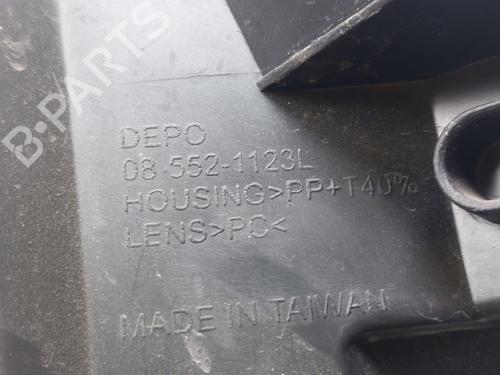 DEPO
08-552-1123L
HOUSING>PP+T40%
LENS>PC<
MADE IN TAIWAN
B-PARTS